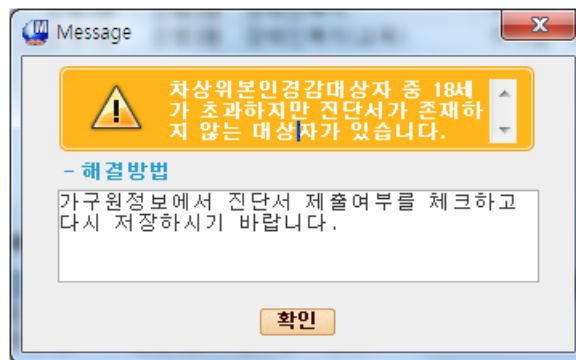 Message
차상위본인경감대상자 중 18세
가 초과하지만 진단서가 존재하
지 않는 대상자가 있습니다.
- 해결방법
가구원정보에서 진단서 제출여부를 체크하고
다시 저장하시기 바랍니다.
확인